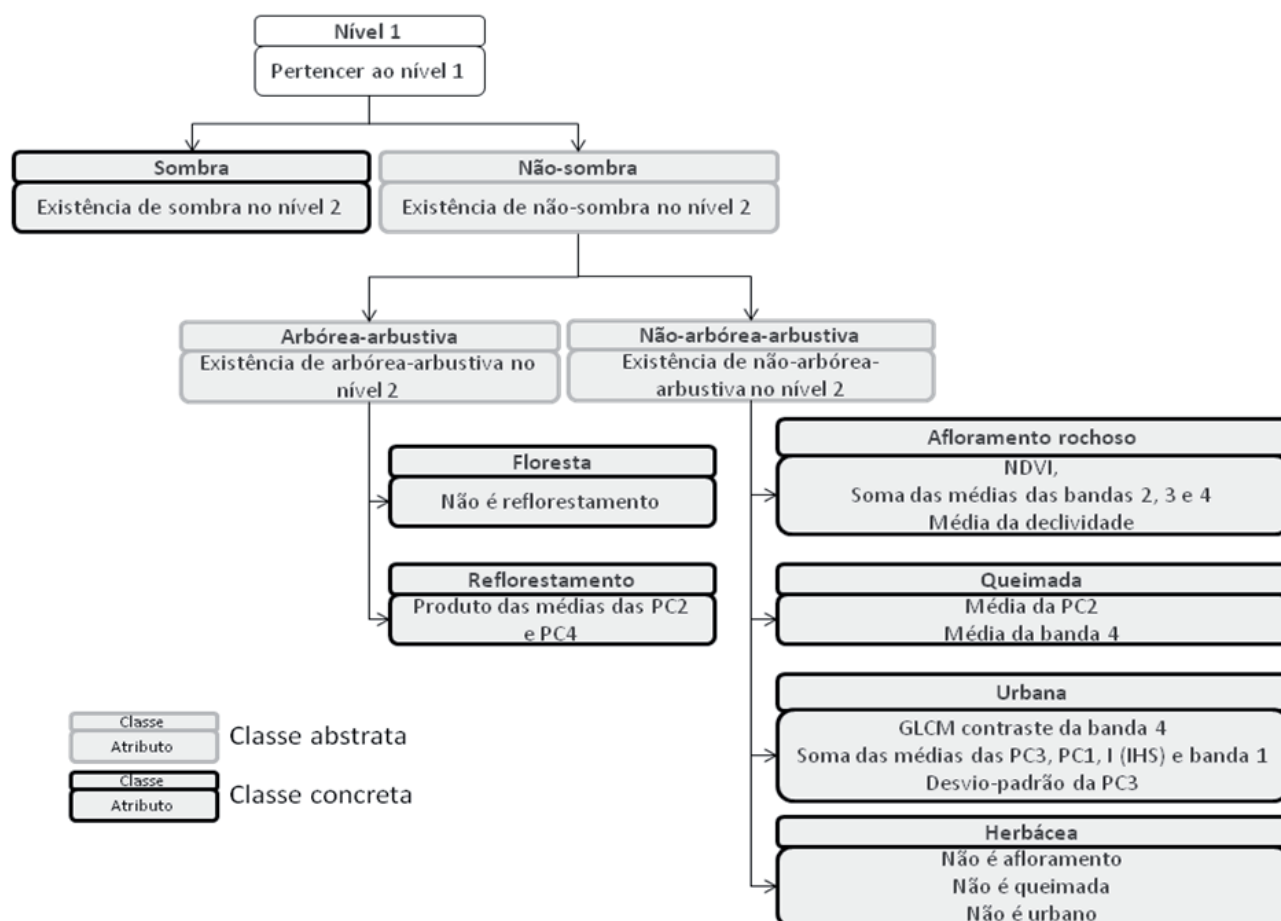 Nível 1
Pertencer ao nível 1
Sombra
Existência de sombra no nível 2
Não-sombra
Existência de não-sombra no nível 2
Arbórea-arbustiva
Existência de arbórea-arbustiva no
nível 2
Não-arbórea-arbustiva
Existência de não-arbórea-
arbustiva no nível 2
Floresta
Não é reflorestamento
Reflorestamento
Produto das médias das PC2
e PC4
Afloramento rochoso
NDVI,
Soma das médias das bandas 2, 3 e 4
Média da declividade
Queimada
Média da PC2
Média da banda 4
Urbana
GLCM contraste da banda 4
Soma das médias das PC3, PC1, I (IHS) e banda 1
Desvio-padrão da PC3
Herbácea
Não é afloramento
Não é queimada
Não é urbano
Classe
Atributo
Classe abstrata
Classe
Atributo
Classe concreta